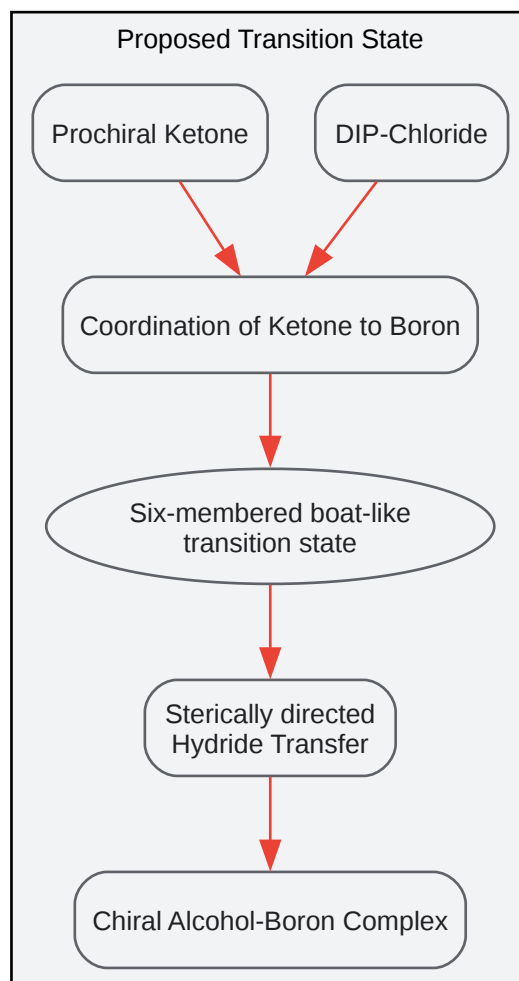 Proposed Transition State
Prochiral Ketone
DIP-Chloride
Coordination of Ketone to Boron
Six-membered boat-like
transition state
Sterically directed
Hydride Transfer
Chiral Alcohol-Boron Complex